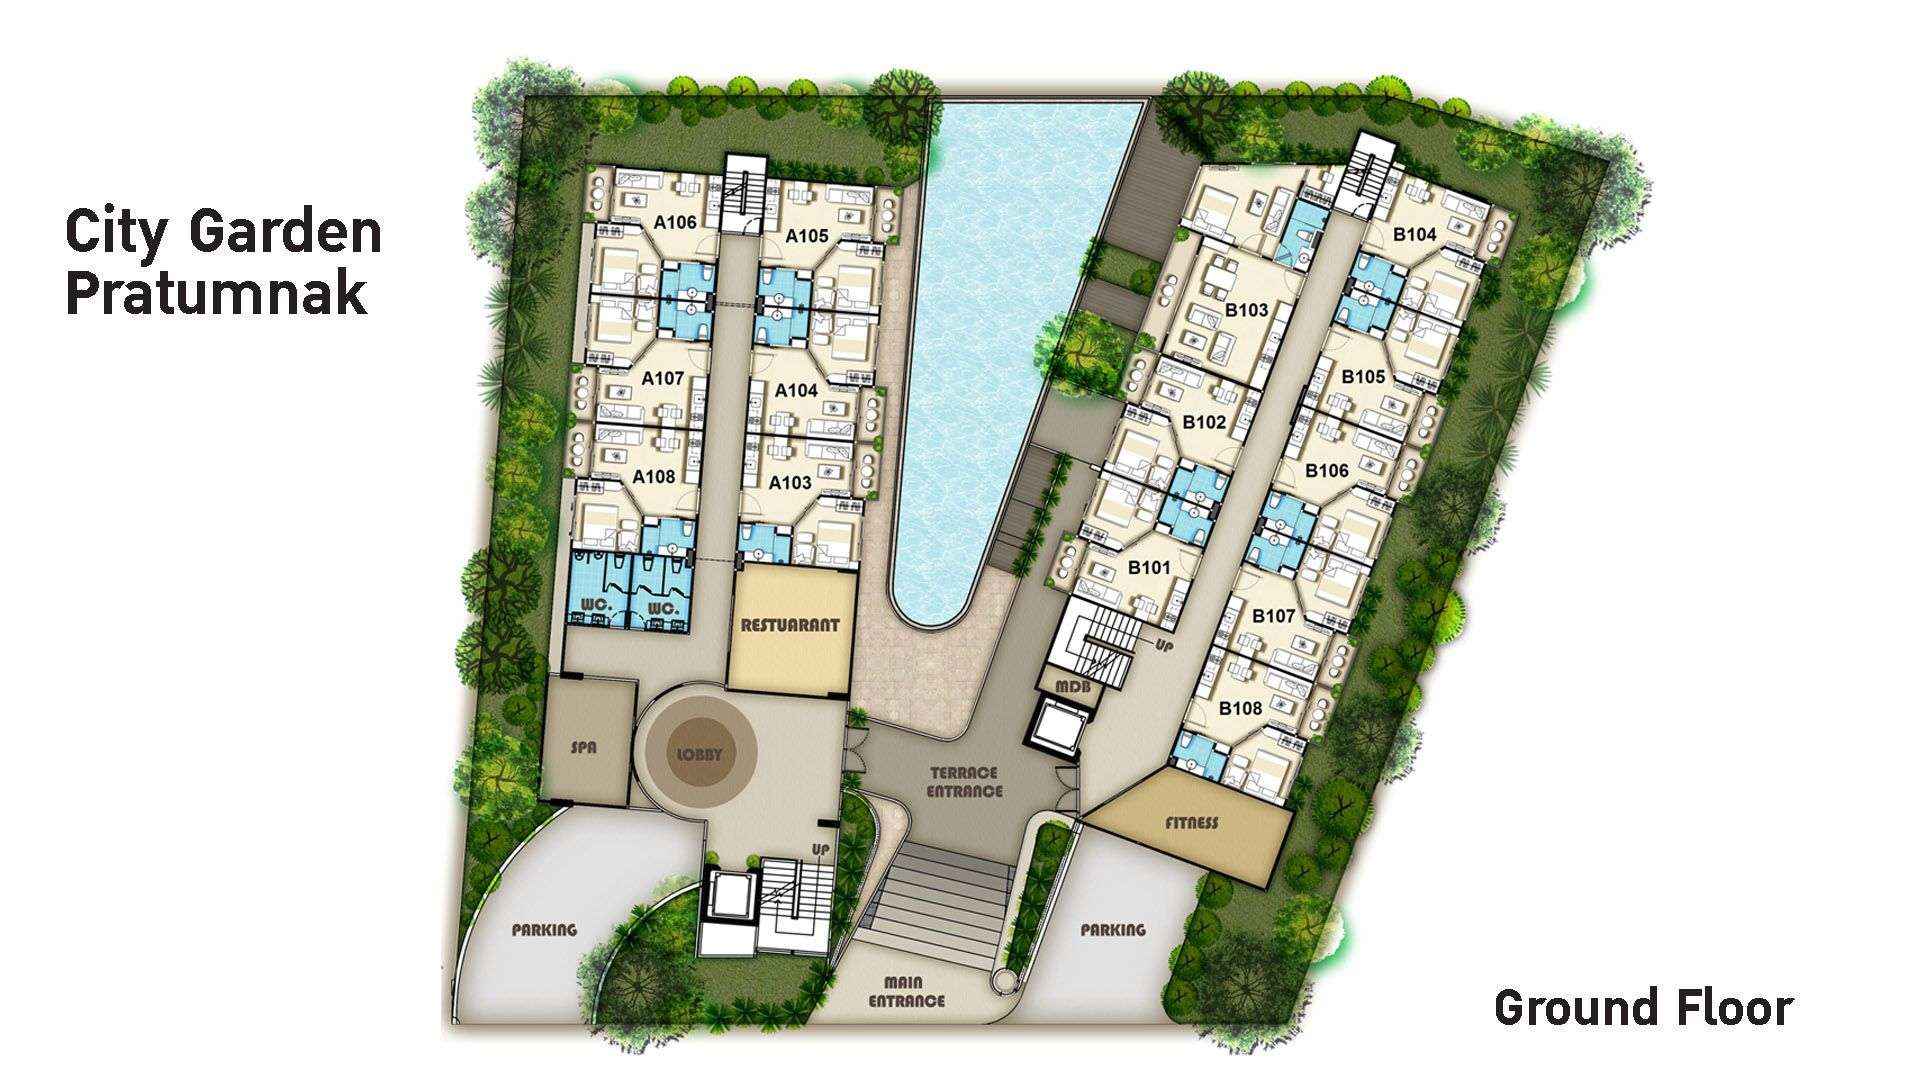 City Garden
Pratumnak
A106
A105
B104
B103
A107
A104
B105
B102
A108
A103
B106
B101
WC.
WC.
RESTUARANT
B107
UP
MDB
B108
SPA
LOBBY
TERRACE
ENTRANCE
FITNESS
UP
PARKING
PARKING
MAIN
ENTRANCE
Ground Floor